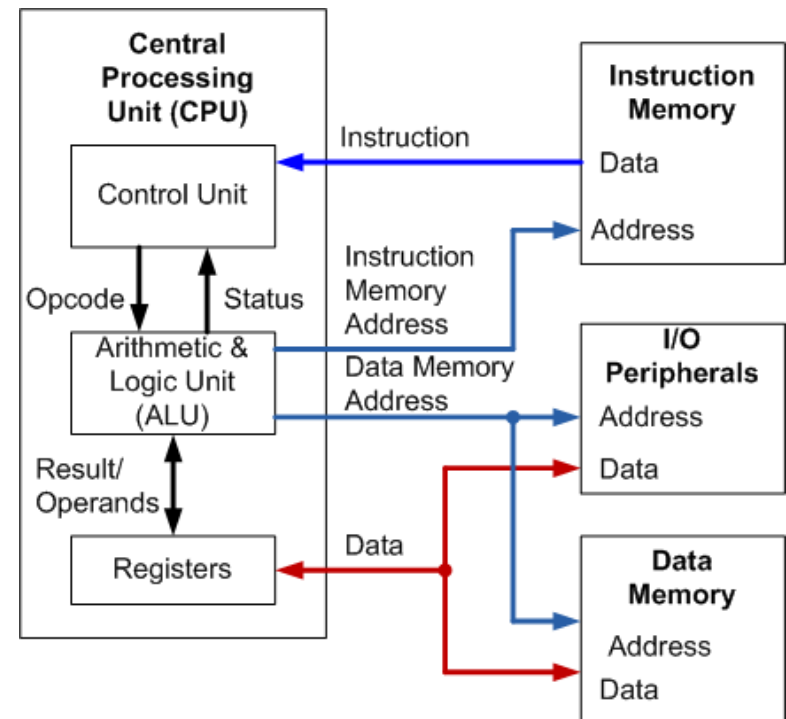 Central
Processing
Unit (CPU)
Control Unit
Opcode
Status
Arithmetic &
Logic Unit
(ALU)
Result/
Operands
Registers
Instruction
Instruction
Memory
Address
Data Memory
Address
Data
Instruction
Memory
Data
Address
I/O
Peripherals
Address
Data
Data
Memory
Address
Data